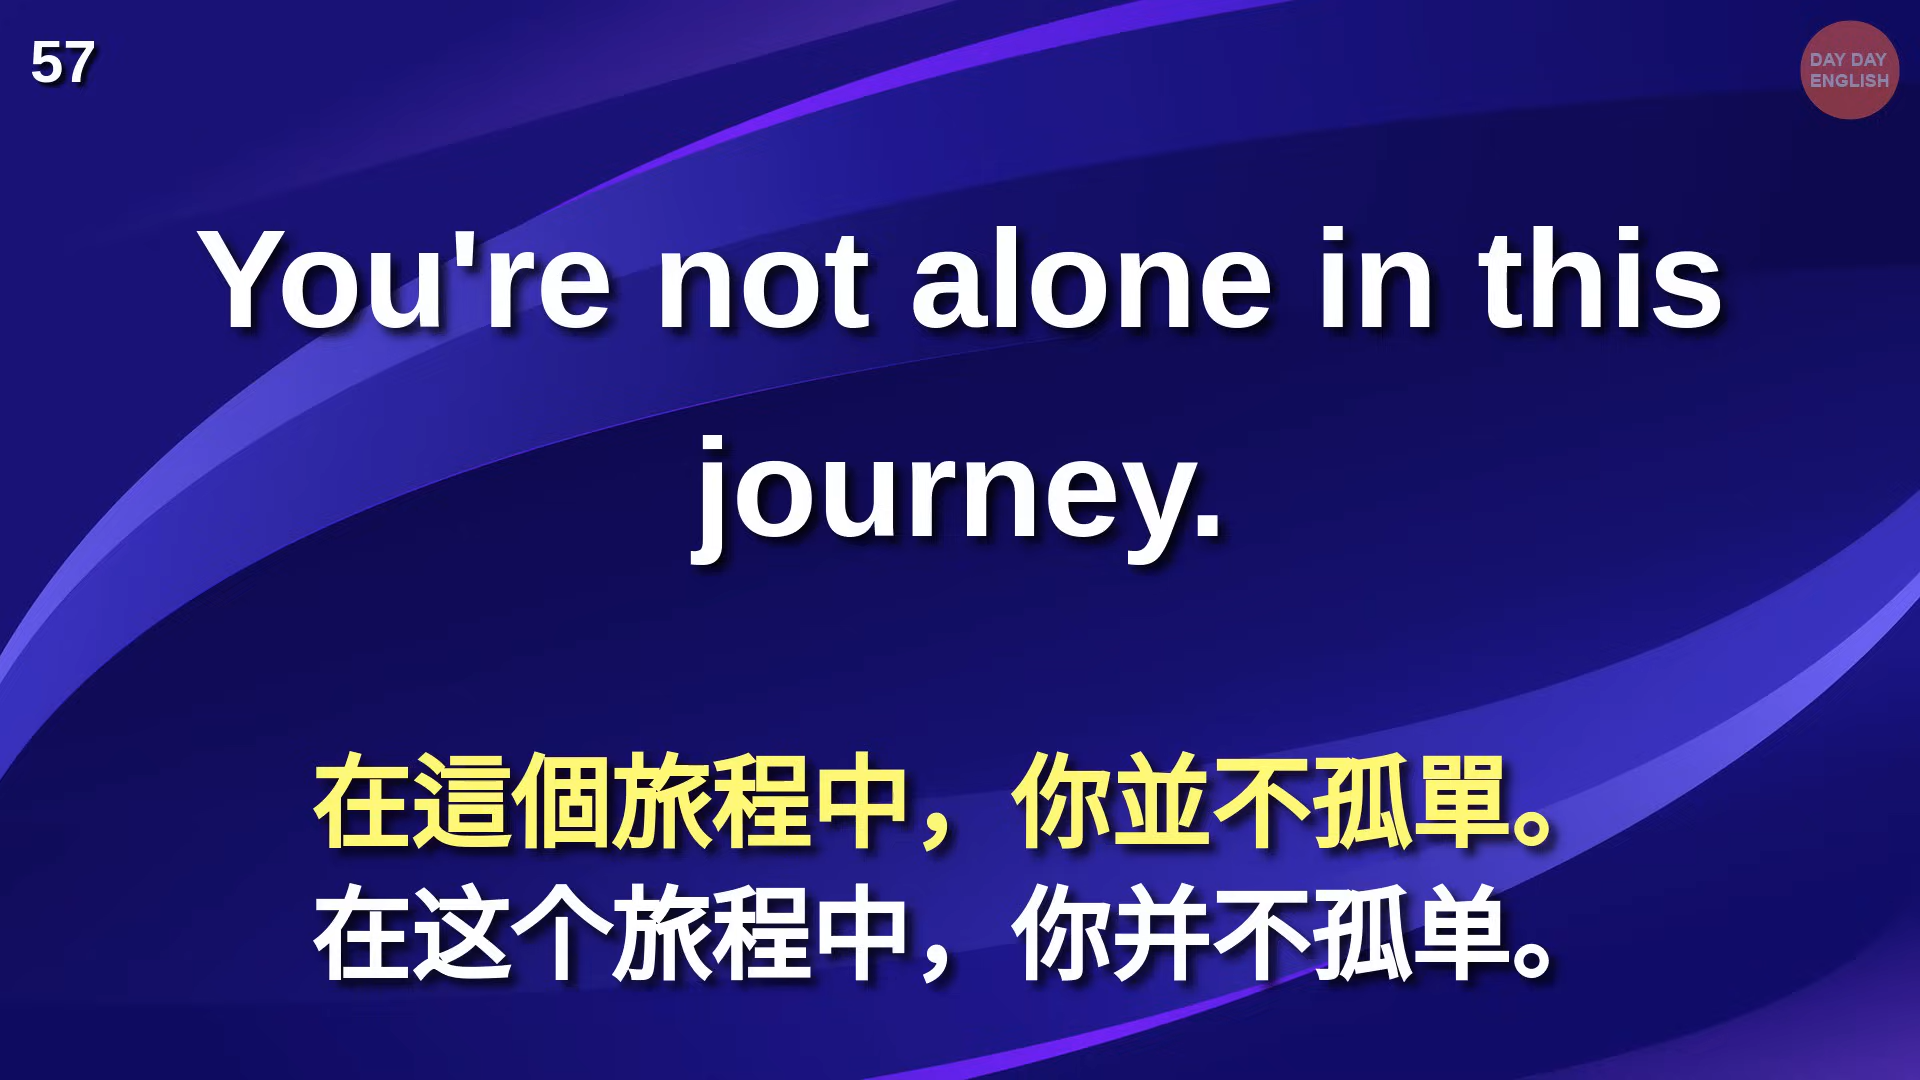 57
DAY DAY
ENGLISH
You're not alone in this
journey.
在這個旅程中，你並不孤單。
在这个旅程中，你并不孤单。